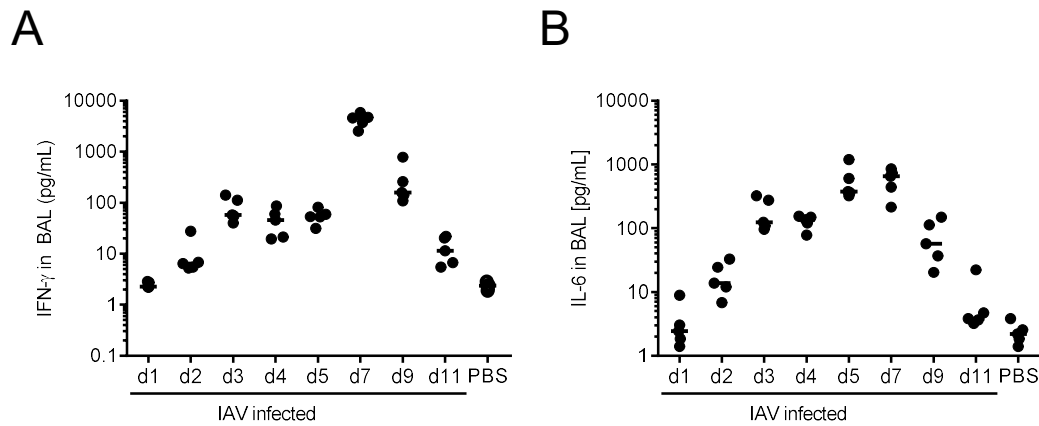 A
B
IFN-γ in BAL (pg/mL)
10000
1000
100
10
1
0.1
d1 d2 d3 d4 d5 d7 d9 d11 PBS
IAV infected
IL-6 in BAL [pg/mL]
10000
1000
100
10
1
d1 d2 d3 d4 d5 d7 d9 d11 PBS
IAV infected